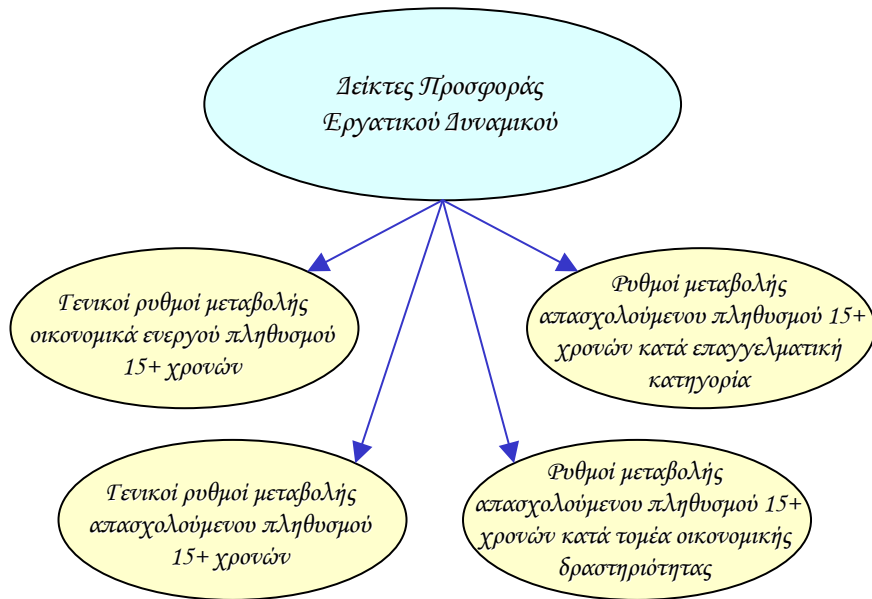 Δείκτες Προσφοράς
Εργατικού Δυναμικού
Γενικοί ρυθμοί μεταβολής
οικονομικά ενεργού πληθυσμού
15+ χρονών
Ρυθμοί μεταβολής
απασχολούμενου πληθυσμού 15+
χρονών κατά επαγγελματική
κατηγορία
Γενικοί ρυθμοί μεταβολής
απασχολούμενου πληθυσμού
15+ χρονών
Ρυθμοί μεταβολής
απασχολούμενου πληθυσμού 15+
χρονών κατά τομέα οικονομικής
δραστηριότητας